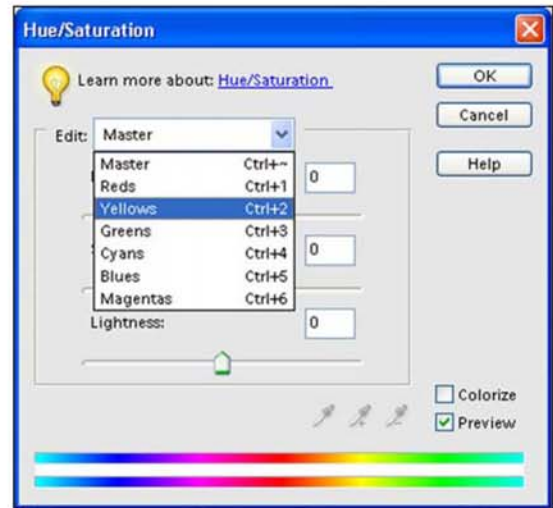 Hue/Saturation
Learn more about: Hue/Saturation
OK
Cancel
Help
Edit: Master
Master Ctrl+~
Reds Ctrl+1
0
Yellows Ctrl+2
Greens Ctrl+3
Cyans Ctrl+4
0
Blues Ctrl+5
Magentas Ctrl+6
Lightness: 0
Colorize
Preview